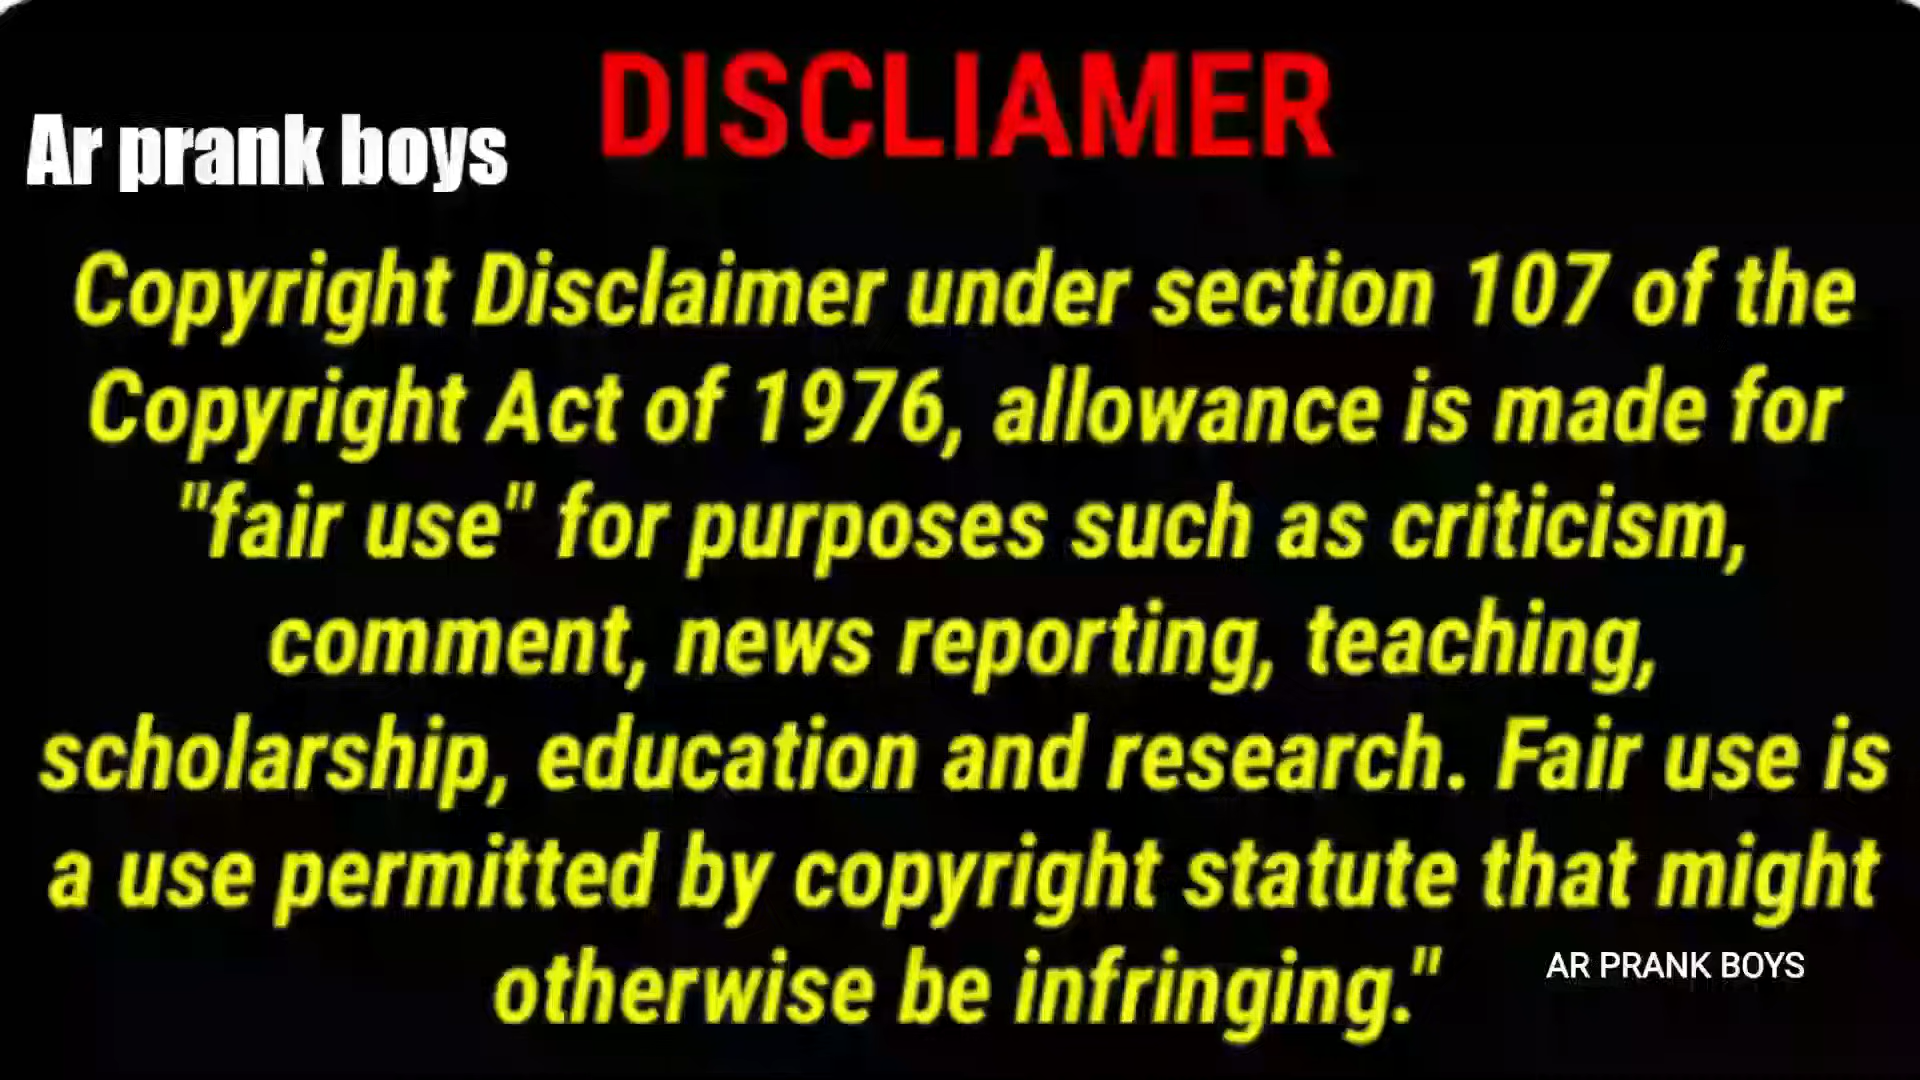 DISCLIAMER
Ar prank boys
Copyright Disclaimer under section 107 of the
Copyright Act of 1976, allowance is made for
"fair use" for purposes such as criticism,
comment, news reporting, teaching,
scholarship, education and research. Fair use is
a use permitted by copyright statute that might
otherwise be infringing."
AR PRANK BOYS